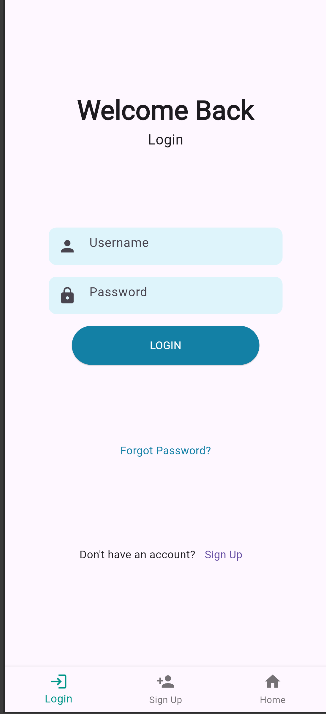 Welcome Back
Login
Username
Password
LOGIN
Forgot Password?
Don't have an account? Sign Up
Login Sign Up Home